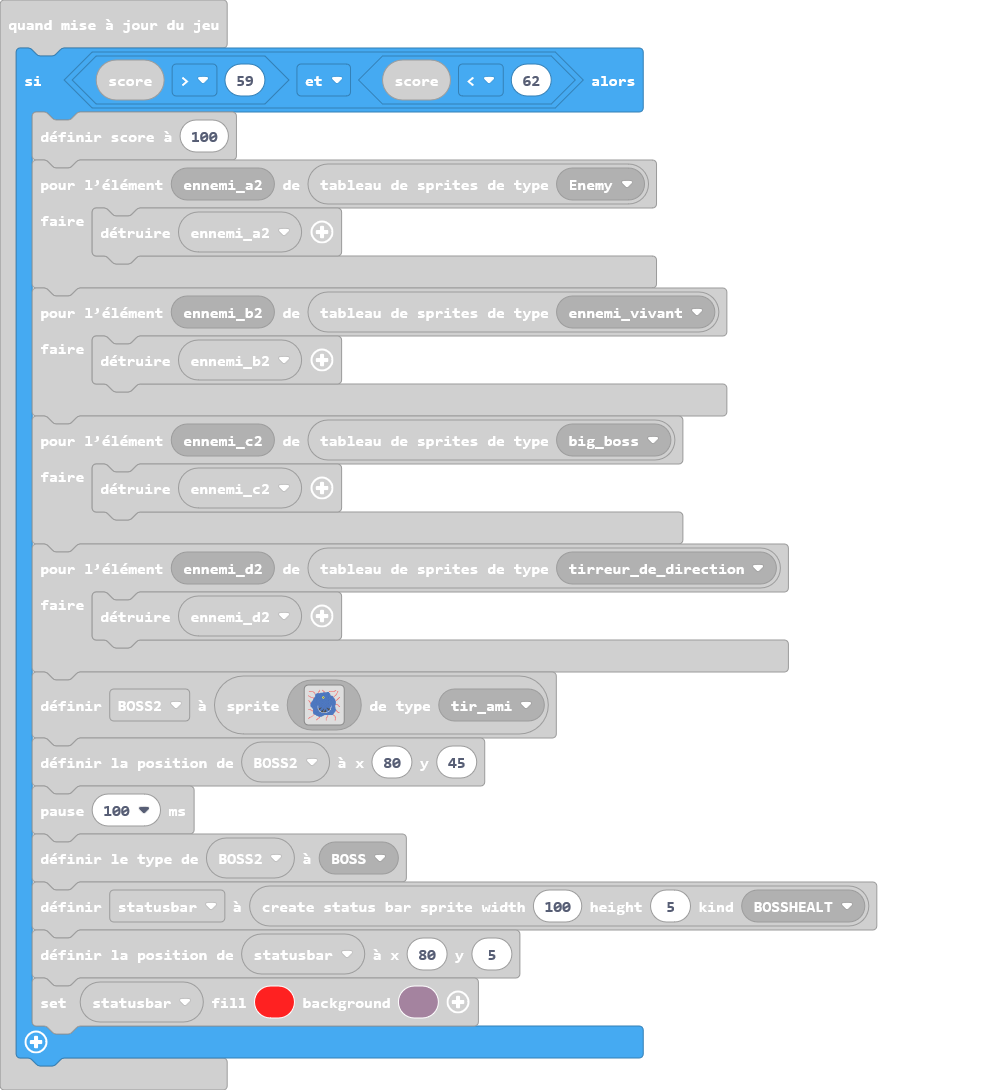 quand mise à jour du jeu
si score > 59 et score < 62 alors
définir score à 100
pour l'élément ennemi_a2 de tableau de sprites de type Enemy
faire détruire ennemi_a2
pour l'élément ennemi_b2 de tableau de sprites de type ennemi_vivant
faire détruire ennemi_b2
pour l'élément ennemi_c2 de tableau de sprites de type big_boss
faire détruire ennemi_c2
pour l'élément ennemi_d2 de tableau de sprites de type tirreur_de_direction
faire détruire ennemi_d2
définir BOSS2 à sprite de type tir_ami
définir la position de BOSS2 à x 80 y 45
pause 100 ms
définir le type de BOSS2 à BOSS
définir statusbar à create status bar sprite width 100 height 5 kind BOSSHEALT
définir la position de statusbar à x 80 y 5
set statusbar fill background